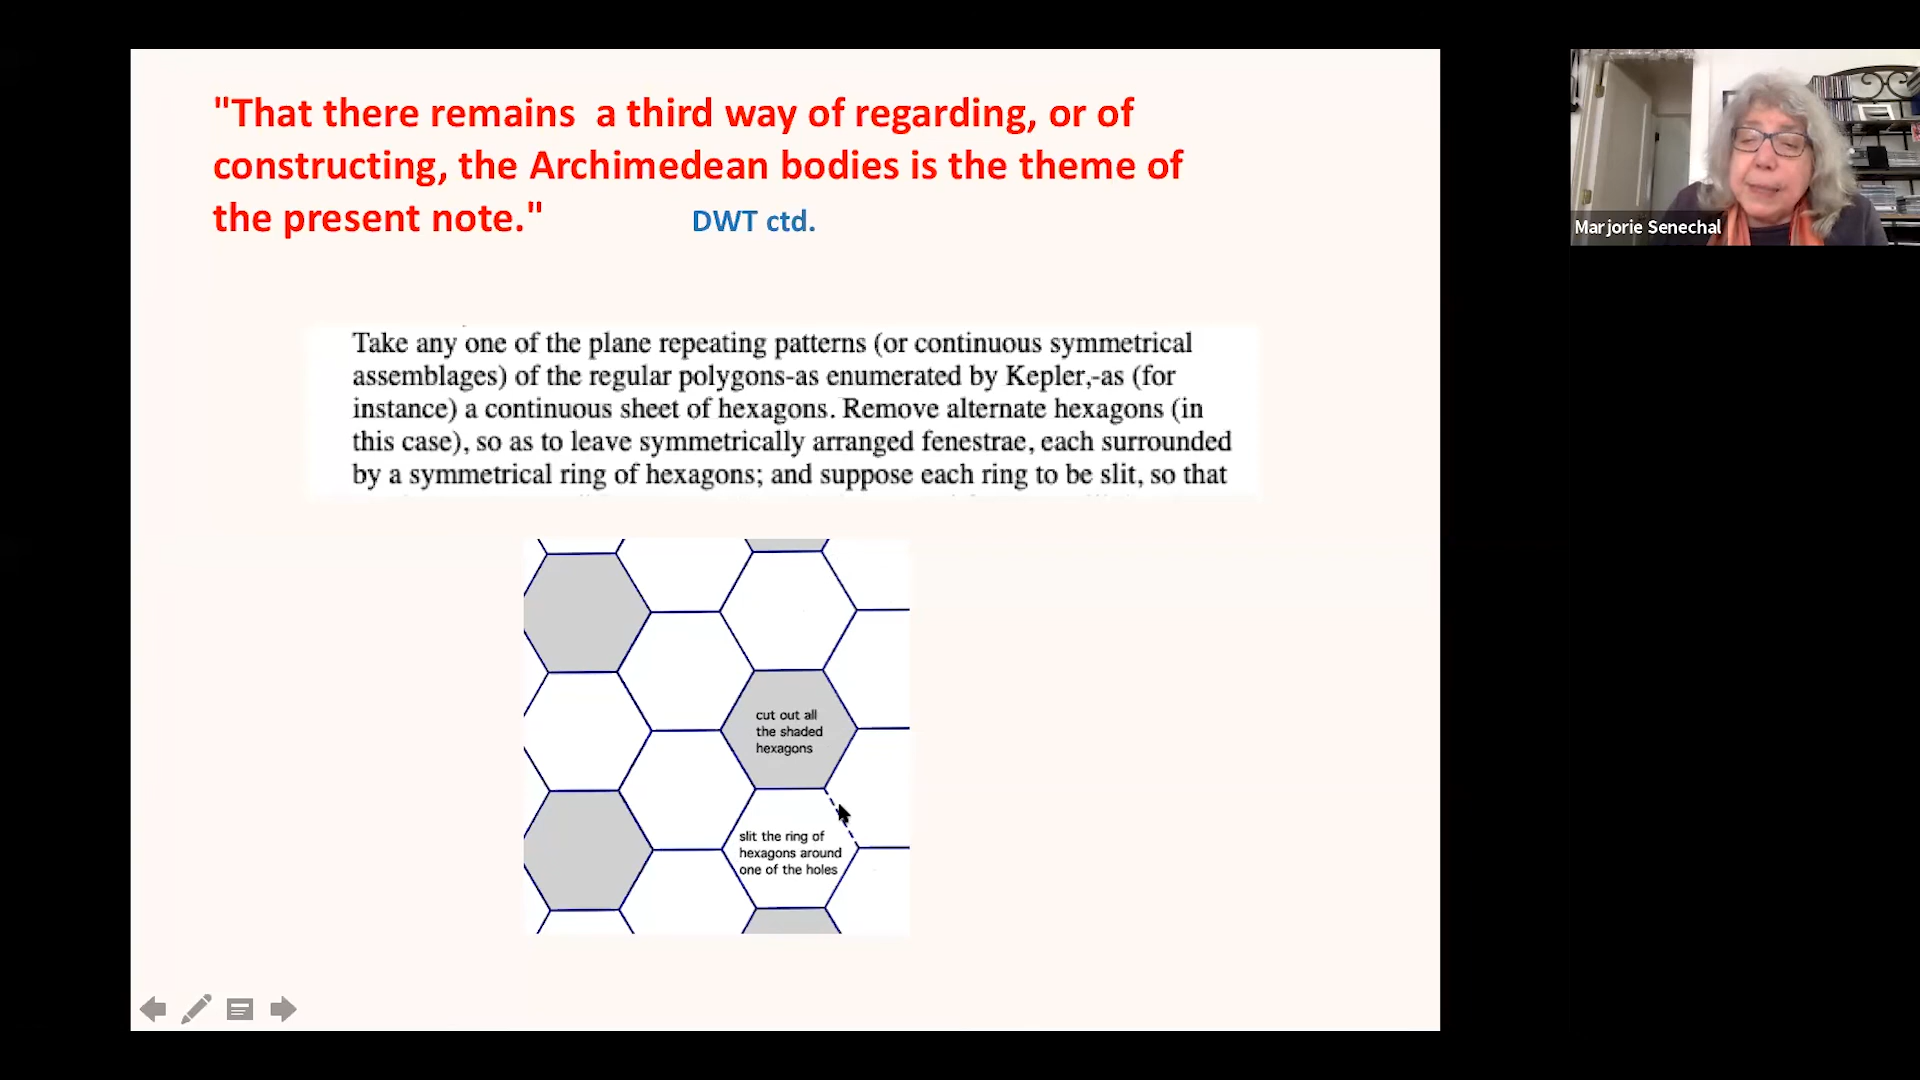 "That there remains a third way of regarding, or of
constructing, the Archimedean bodies is the theme of
the present note."
DWT ctd.
Marjorie Senechal
Take any one of the plane repeating patterns (or continuous symmetrical
assemblages) of the regular polygons-as enumerated by Kepler,-as (for
instance) a continuous sheet of hexagons. Remove alternate hexagons (in
this case), so as to leave symmetrically arranged fenestrae, each surrounded
by a symmetrical ring of hexagons; and suppose each ring to be slit, so that
cut out all
the shaded
hexagons
slit the ring of
hexagons around
one of the holes